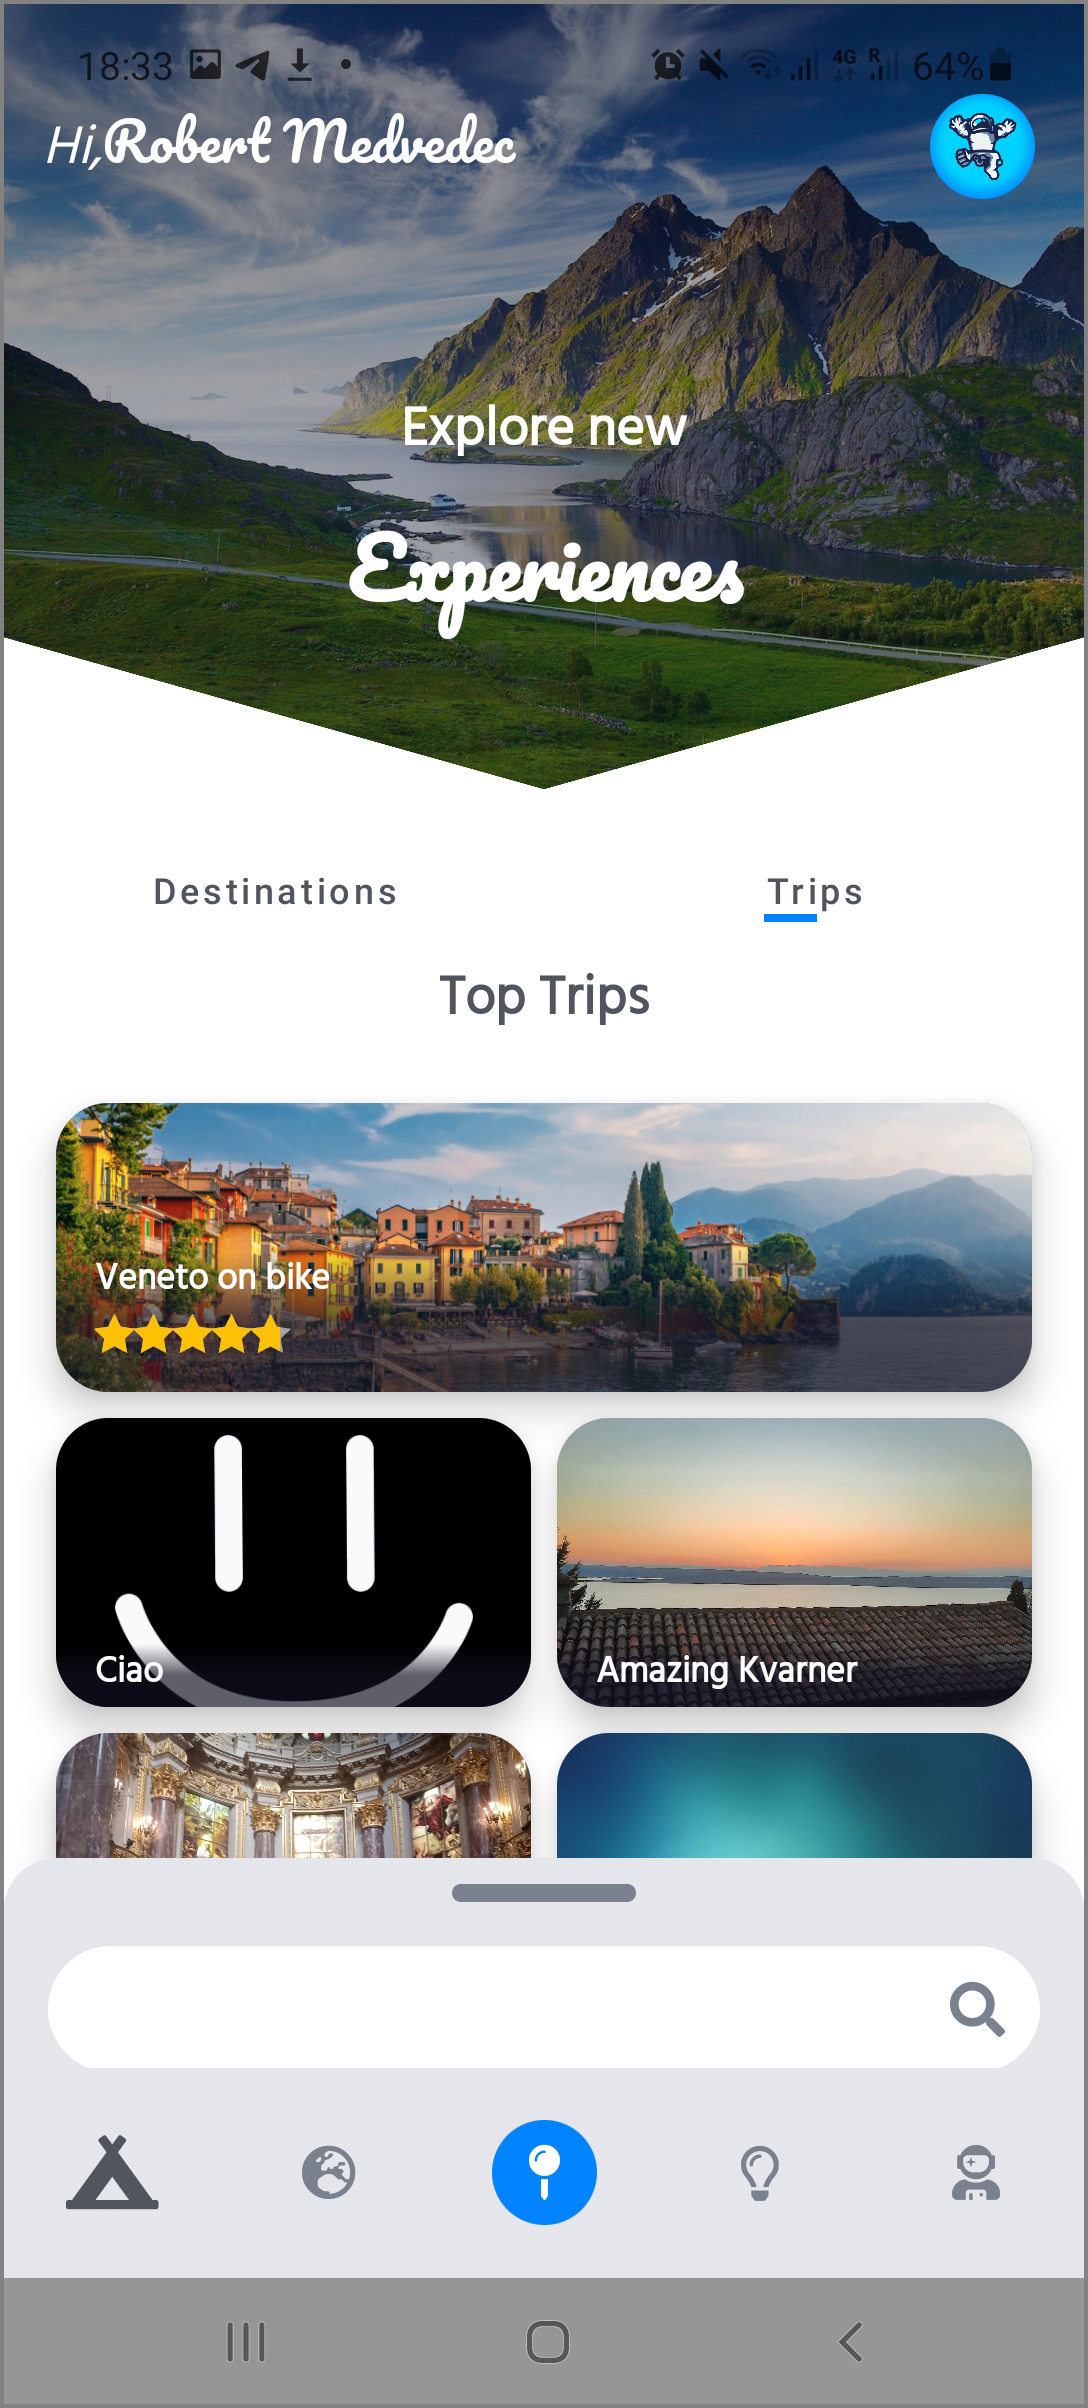 18:33 4G R 64%
Hi, Robert Medvedec
Explore new
Experiences
Destinations Trips
Top Trips
Veneto on bike
Ciao
Amazing Kvarner